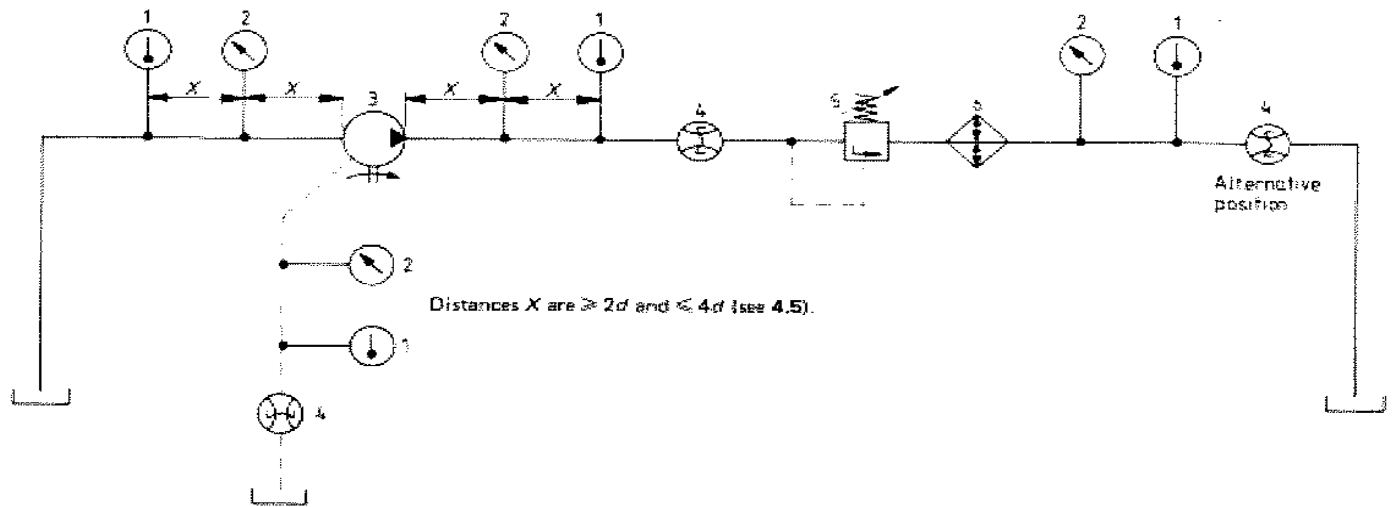 1 2 2 1 2 1
X X 3 X X 4 5 6 4
Alternative
position
2
Distances X are ⩾ 2d and ⩽ 4d (see 4.5).
1
4